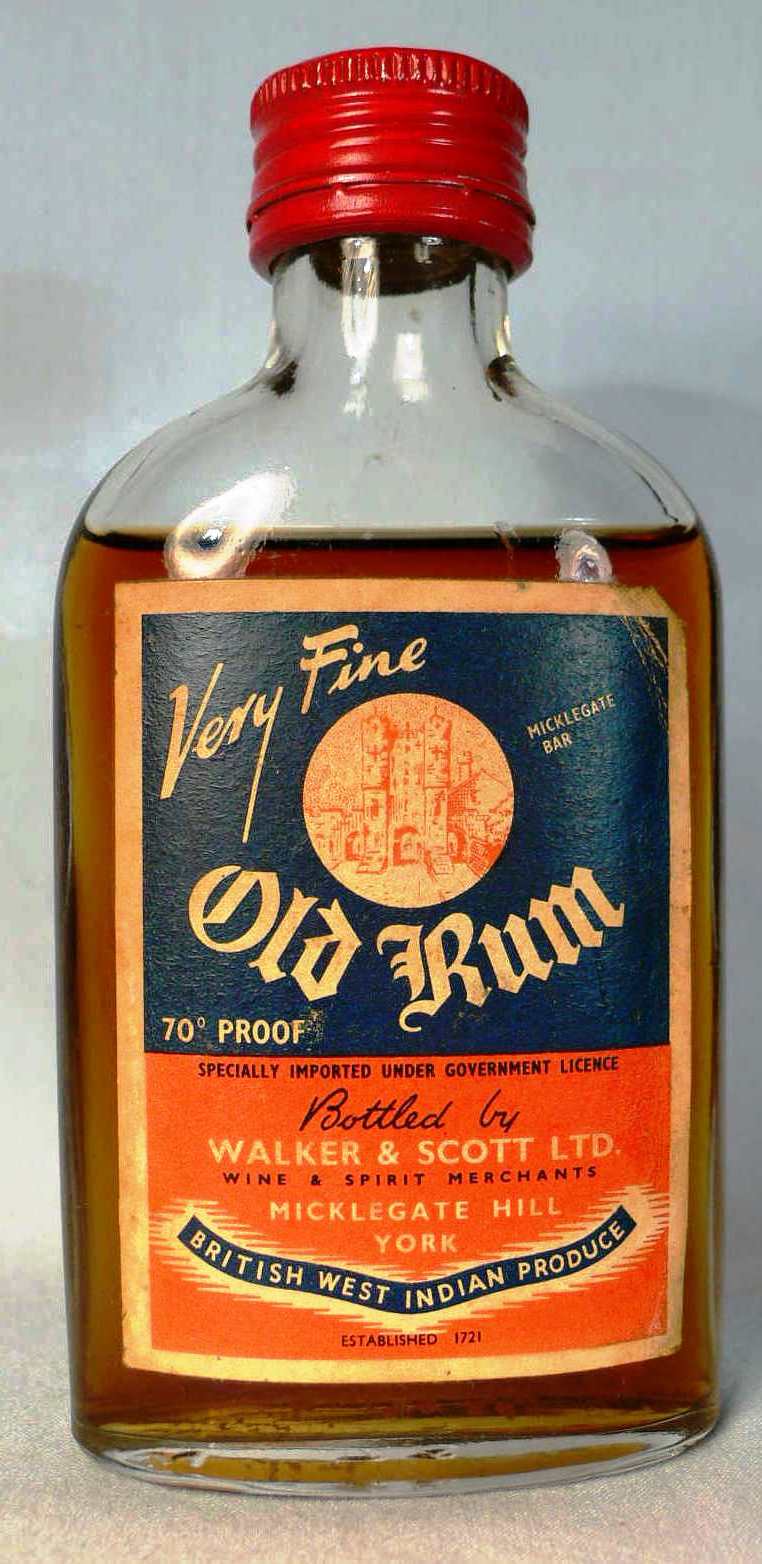 Very Fine
MICKLEGATE
BAR
Old Rum
70° PROOF
SPECIALLY IMPORTED UNDER GOVERNMENT LICENCE
Bottled by
WALKER & SCOTT LTD.
WINE & SPIRIT MERCHANTS
MICKLEGATE HILL
YORK
BRITISH WEST INDIAN PRODUCE
ESTABLISHED 1721